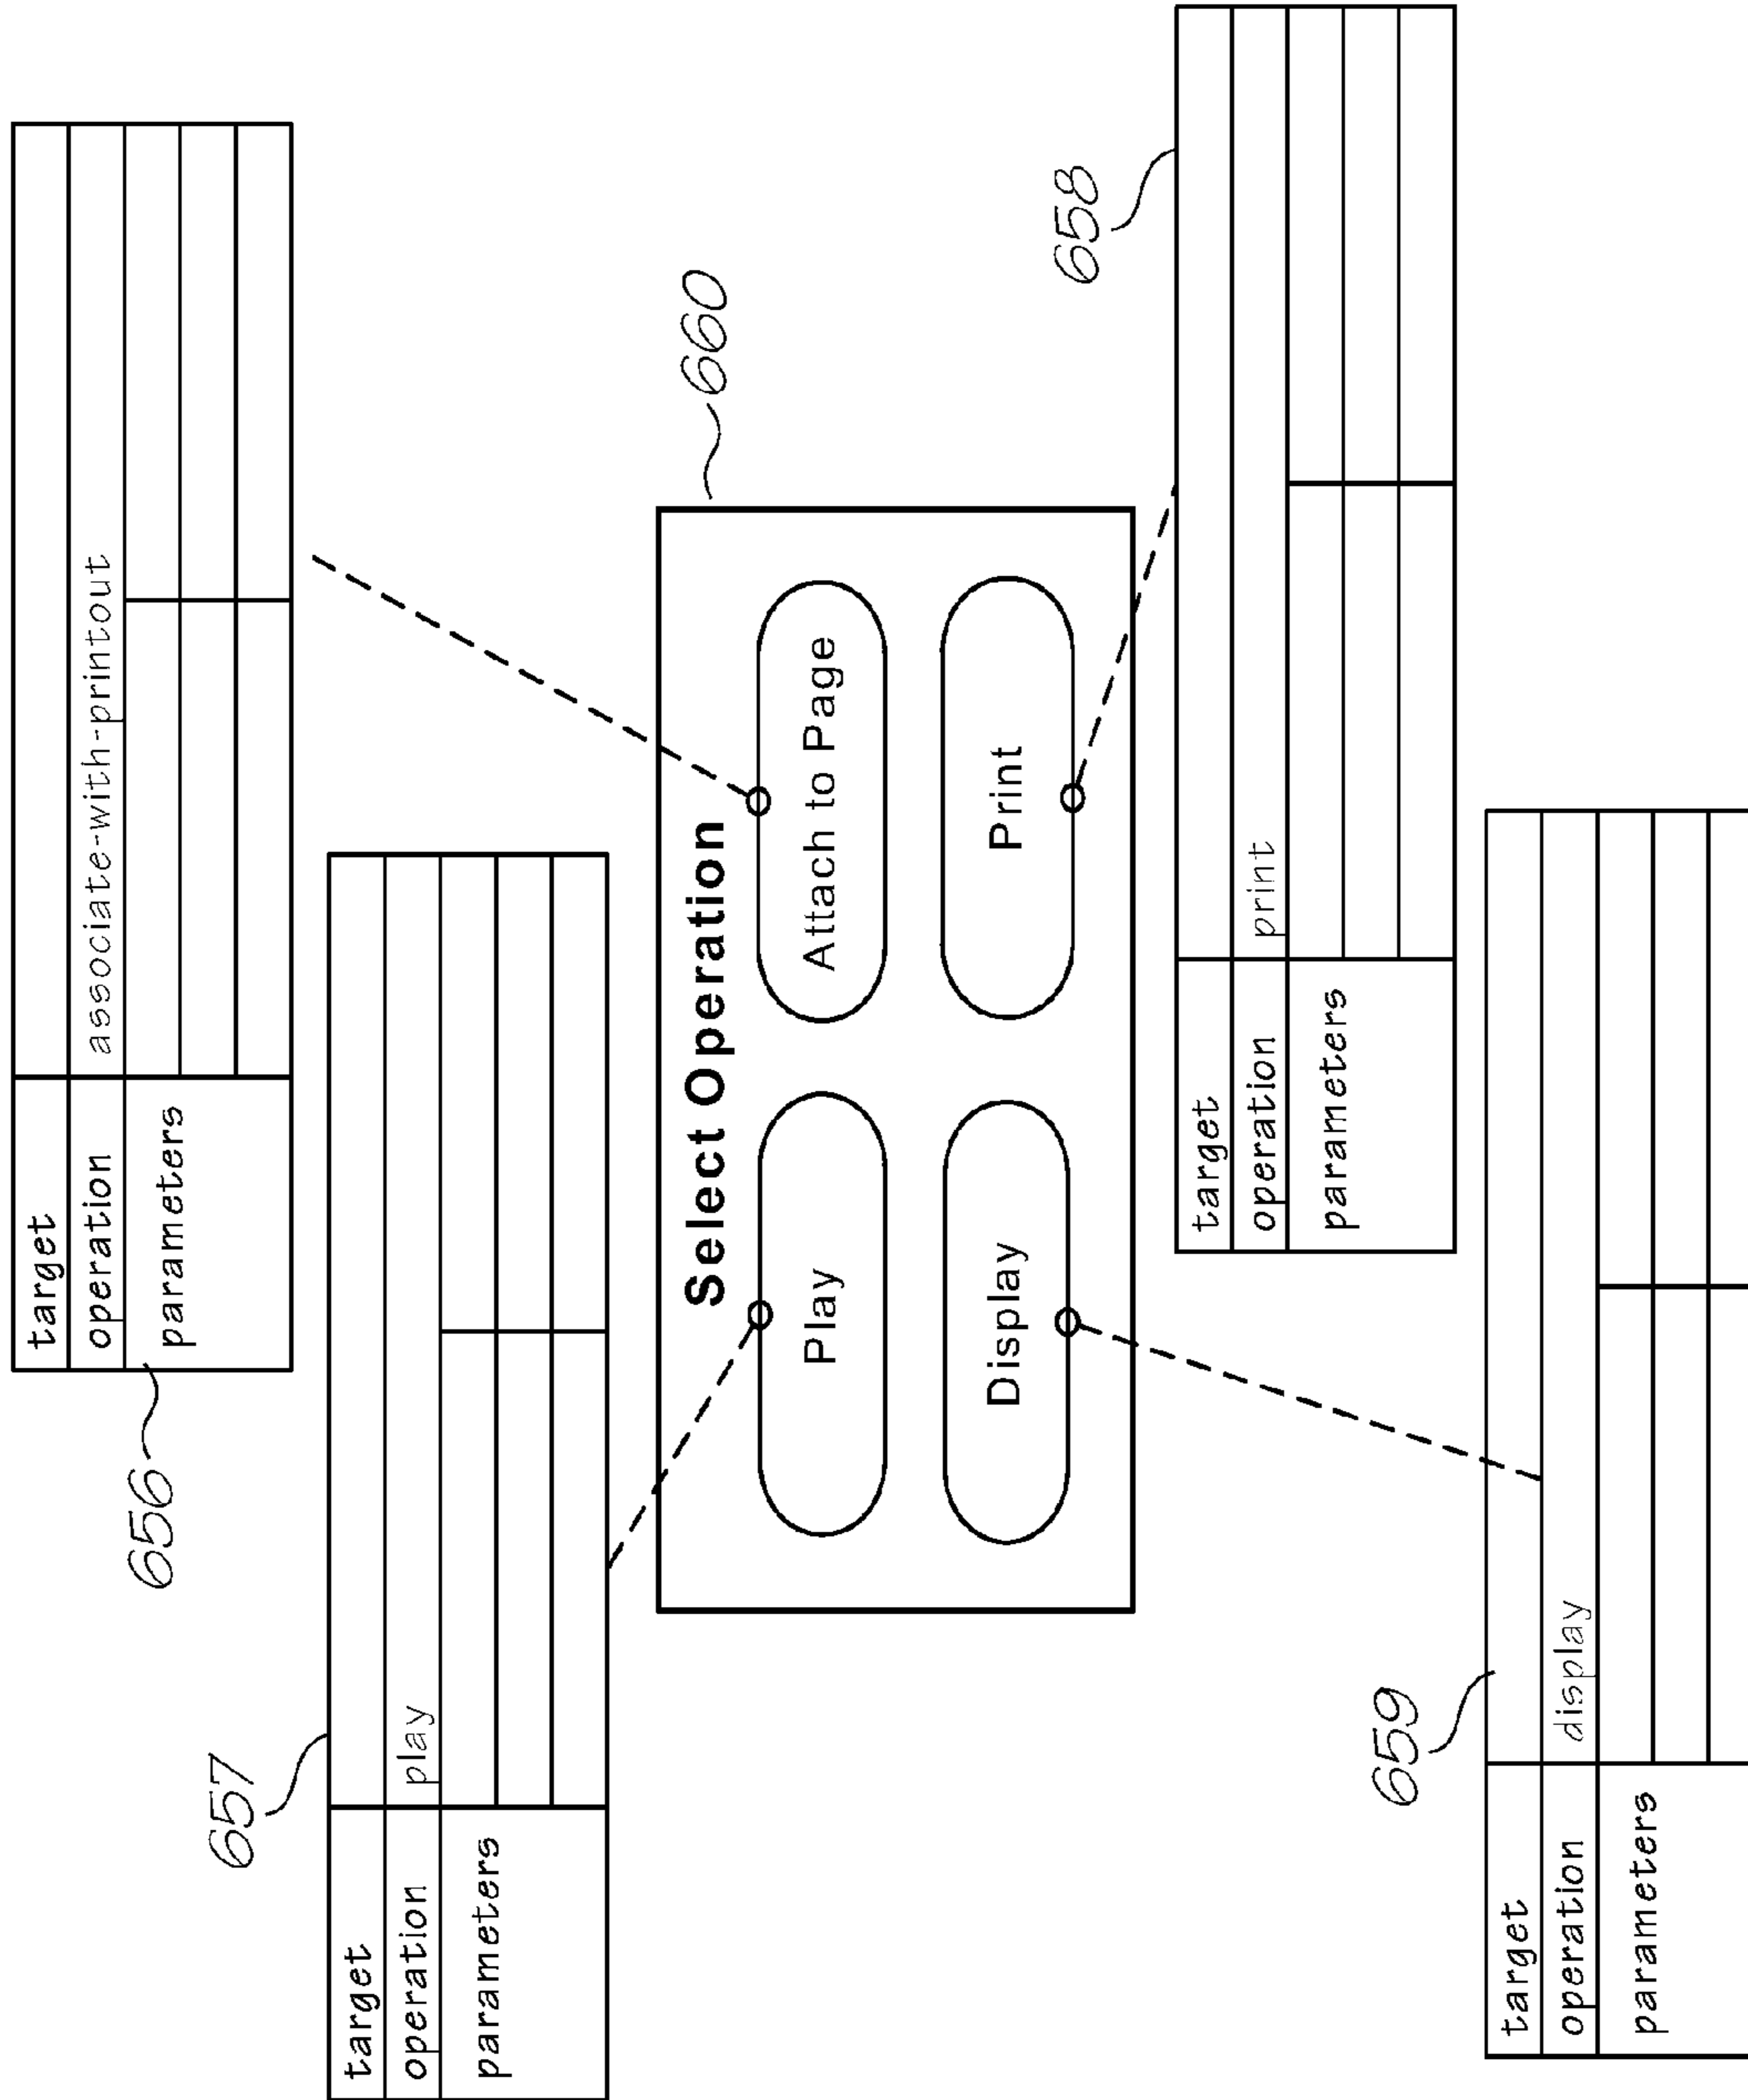 target
operation associate-with-printout
parameters
656
657
target
operation play
parameters
660
Select Operation
Play Attach to Page
Display Print
658
target
operation print
parameters
659
target
operation display
parameters